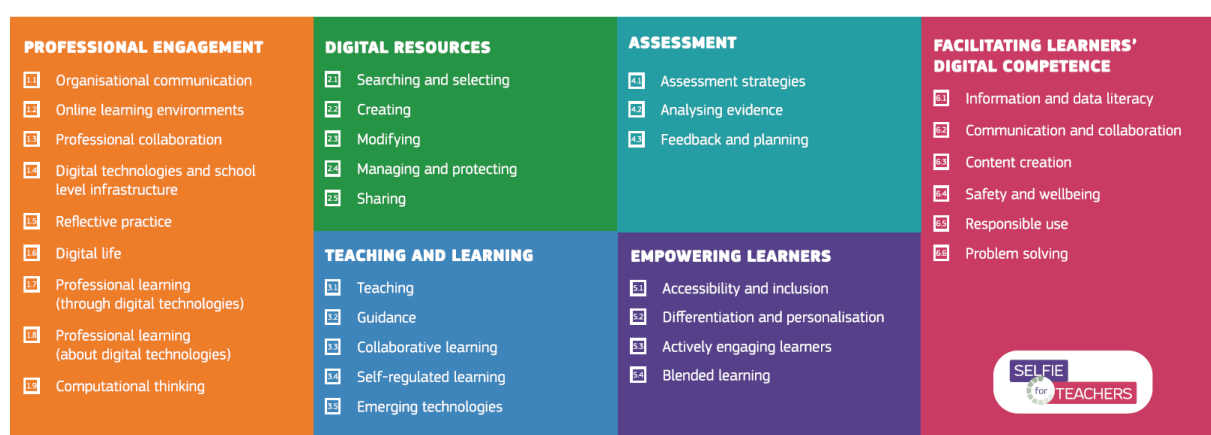 PROFESSIONAL ENGAGEMENT
1.1 Organisational communication
1.2 Online learning environments
1.3 Professional collaboration
1.4 Digital technologies and school
level infrastructure
1.5 Reflective practice
1.6 Digital life
1.7 Professional learning
(through digital technologies)
1.8 Professional learning
(about digital technologies)
1.9 Computational thinking
DIGITAL RESOURCES
2.1 Searching and selecting
2.2 Creating
2.3 Modifying
2.4 Managing and protecting
2.5 Sharing
TEACHING AND LEARNING
3.1 Teaching
3.2 Guidance
3.3 Collaborative learning
3.4 Self-regulated learning
3.5 Emerging technologies
ASSESSMENT
4.1 Assessment strategies
4.2 Analysing evidence
4.3 Feedback and planning
EMPOWERING LEARNERS
5.1 Accessibility and inclusion
5.2 Differentiation and personalisation
5.3 Actively engaging learners
5.4 Blended learning
FACILITATING LEARNERS'
DIGITAL COMPETENCE
6.1 Information and data literacy
6.2 Communication and collaboration
6.3 Content creation
6.4 Safety and wellbeing
6.5 Responsible use
6.6 Problem solving
SELFIE
for TEACHERS